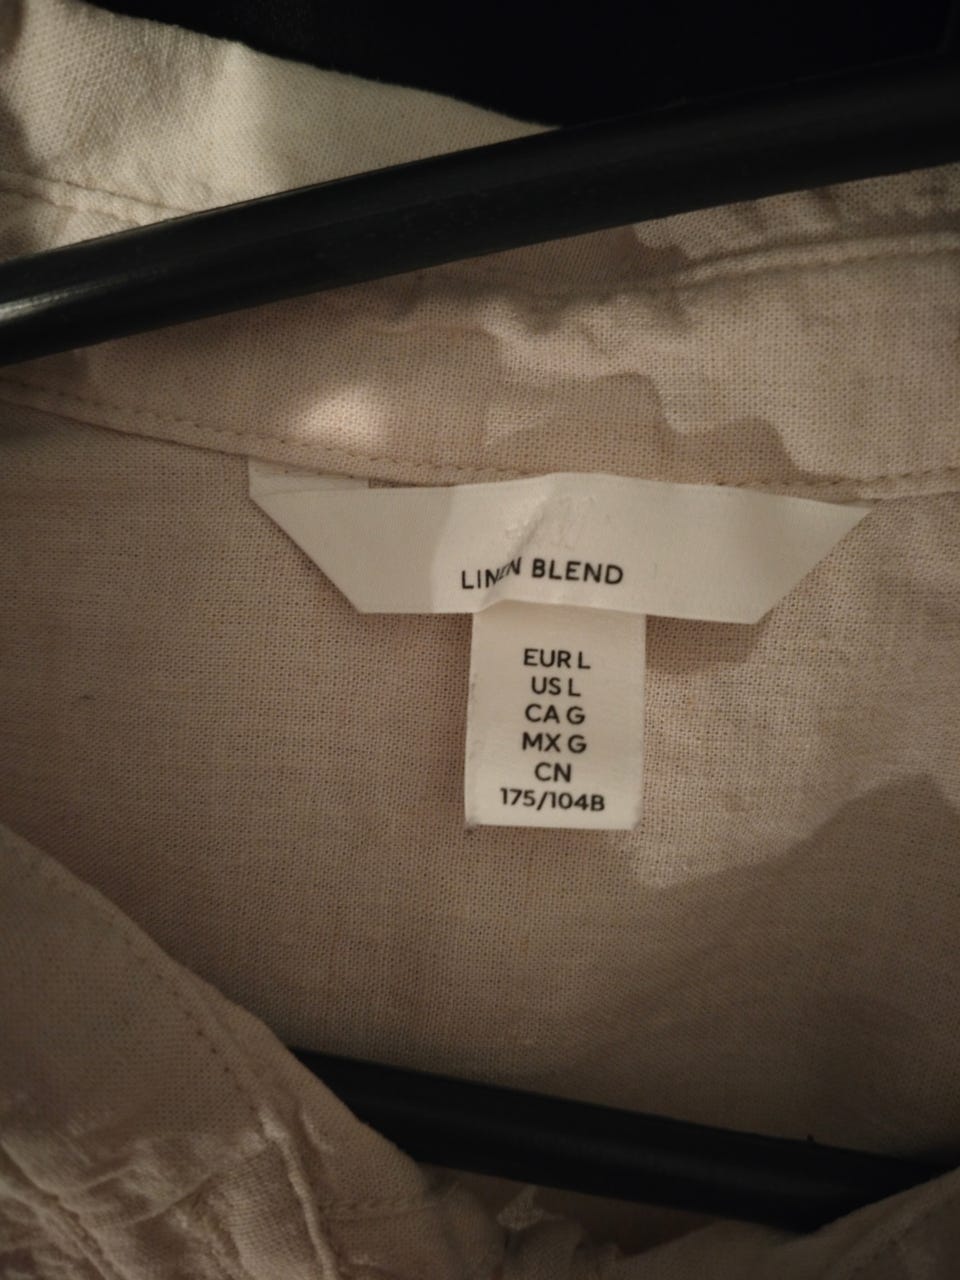 LINEN BLEND
EUR L
US L
CA G
MX G
CN
175/104B